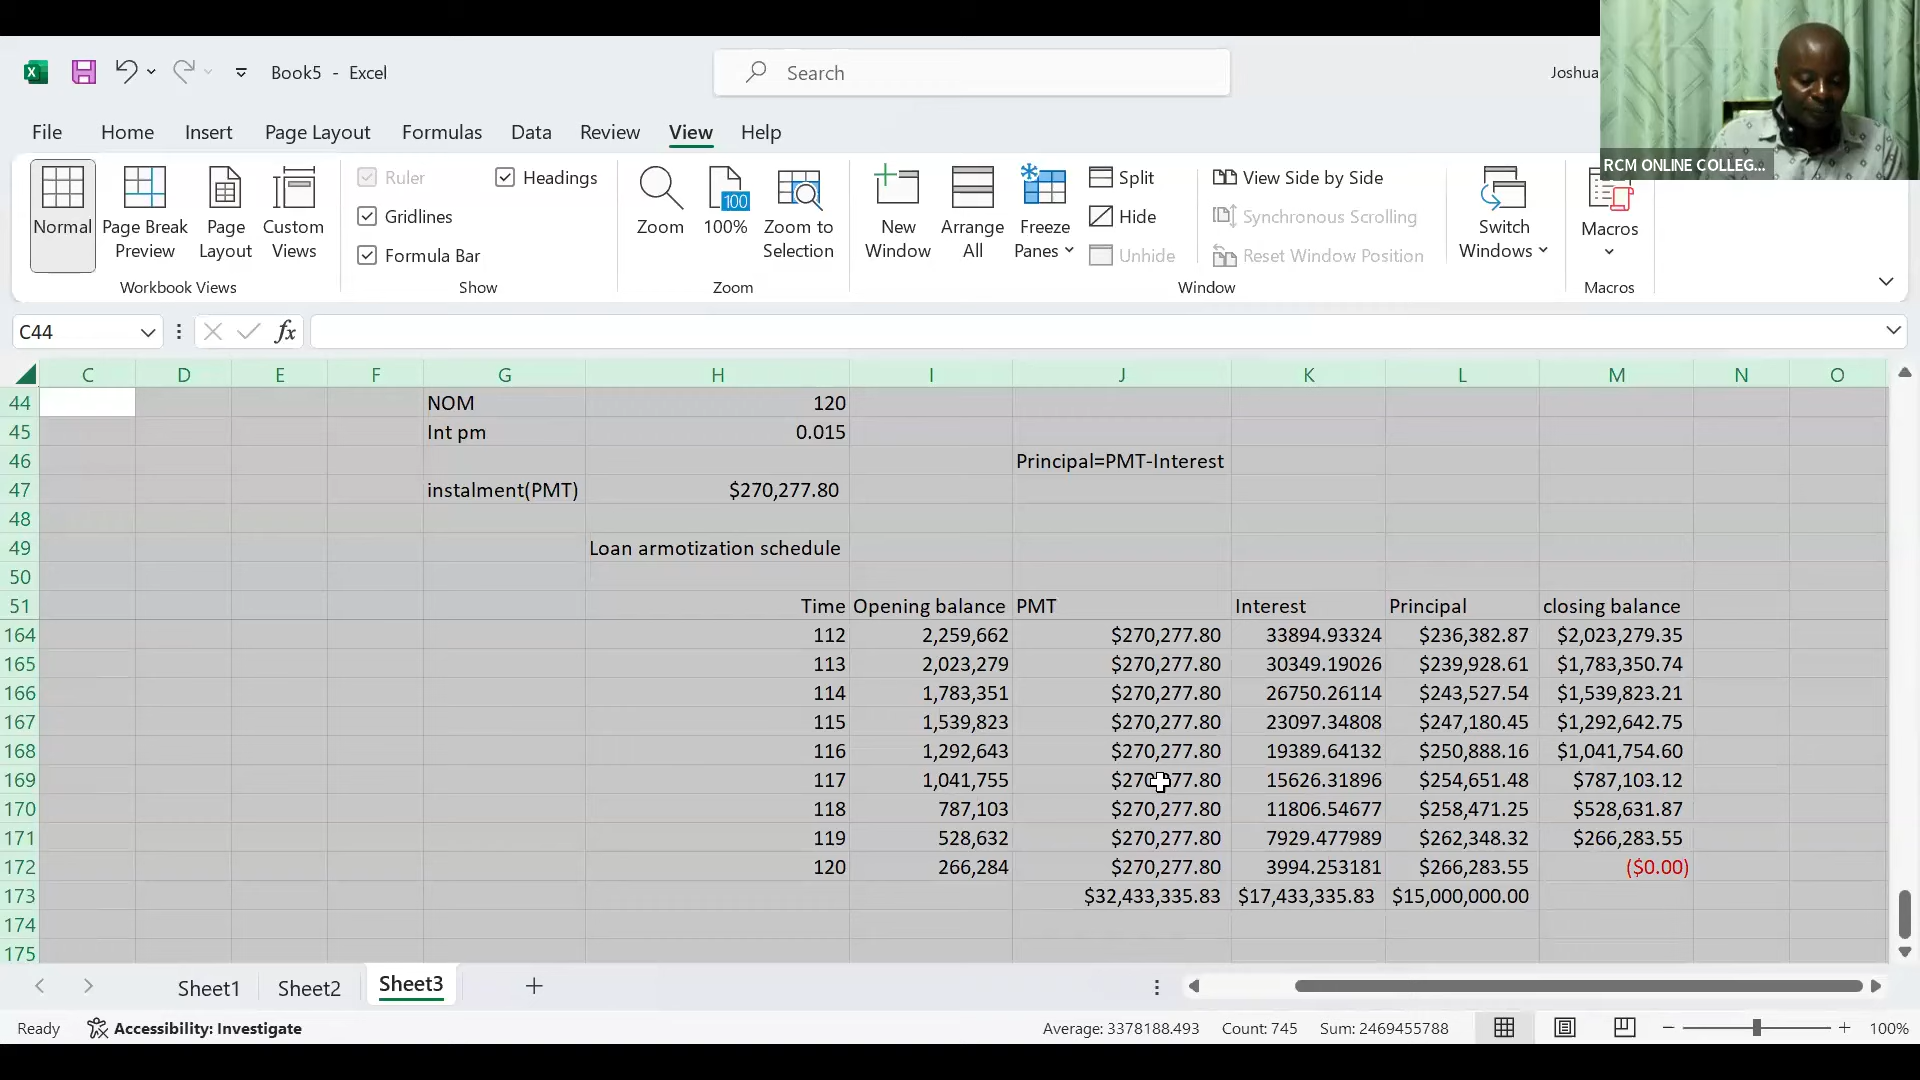 Book5 - Excel
Search
Joshua
File Home Insert Page Layout Formulas Data Review View Help
RCM ONLINE COLLEG...
Normal
Page Break Preview
Page Layout
Custom Views
Workbook Views
Ruler
Headings
Gridlines
Formula Bar
Show
Zoom
100
100%
Zoom to Selection
Zoom
New Window
Arrange All
Freeze Panes
Split
Hide
Unhide
View Side by Side
Synchronous Scrolling
Reset Window Position
Window
Switch Windows
Macros
Macros
C44
fx
C D E F G H I J K L M N O
44 NOM 120
45 Int pm 0.015
46 Principal=PMT-Interest
47 instalment(PMT) $270,277.80
48
49 Loan armotization schedule
50
51 Time Opening balance PMT Interest Principal closing balance
164 112 2,259,662 $270,277.80 33894.93324 $236,382.87 $2,023,279.35
165 113 2,023,279 $270,277.80 30349.19026 $239,928.61 $1,783,350.74
166 114 1,783,351 $270,277.80 26750.26114 $243,527.54 $1,539,823.21
167 115 1,539,823 $270,277.80 23097.34808 $247,180.45 $1,292,642.75
168 116 1,292,643 $270,277.80 19389.64132 $250,888.16 $1,041,754.60
169 117 1,041,755 $270,277.80 15626.31896 $254,651.48 $787,103.12
170 118 787,103 $270,277.80 11806.54677 $258,471.25 $528,631.87
171 119 528,632 $270,277.80 7929.477989 $262,348.32 $266,283.55
172 120 266,284 $270,277.80 3994.253181 $266,283.55 ($0.00)
173 $32,433,335.83 $17,433,335.83 $15,000,000.00
174
175
Sheet1 Sheet2 Sheet3
Ready Accessibility: Investigate Average: 3378188.493 Count: 745 Sum: 2469455788 100%